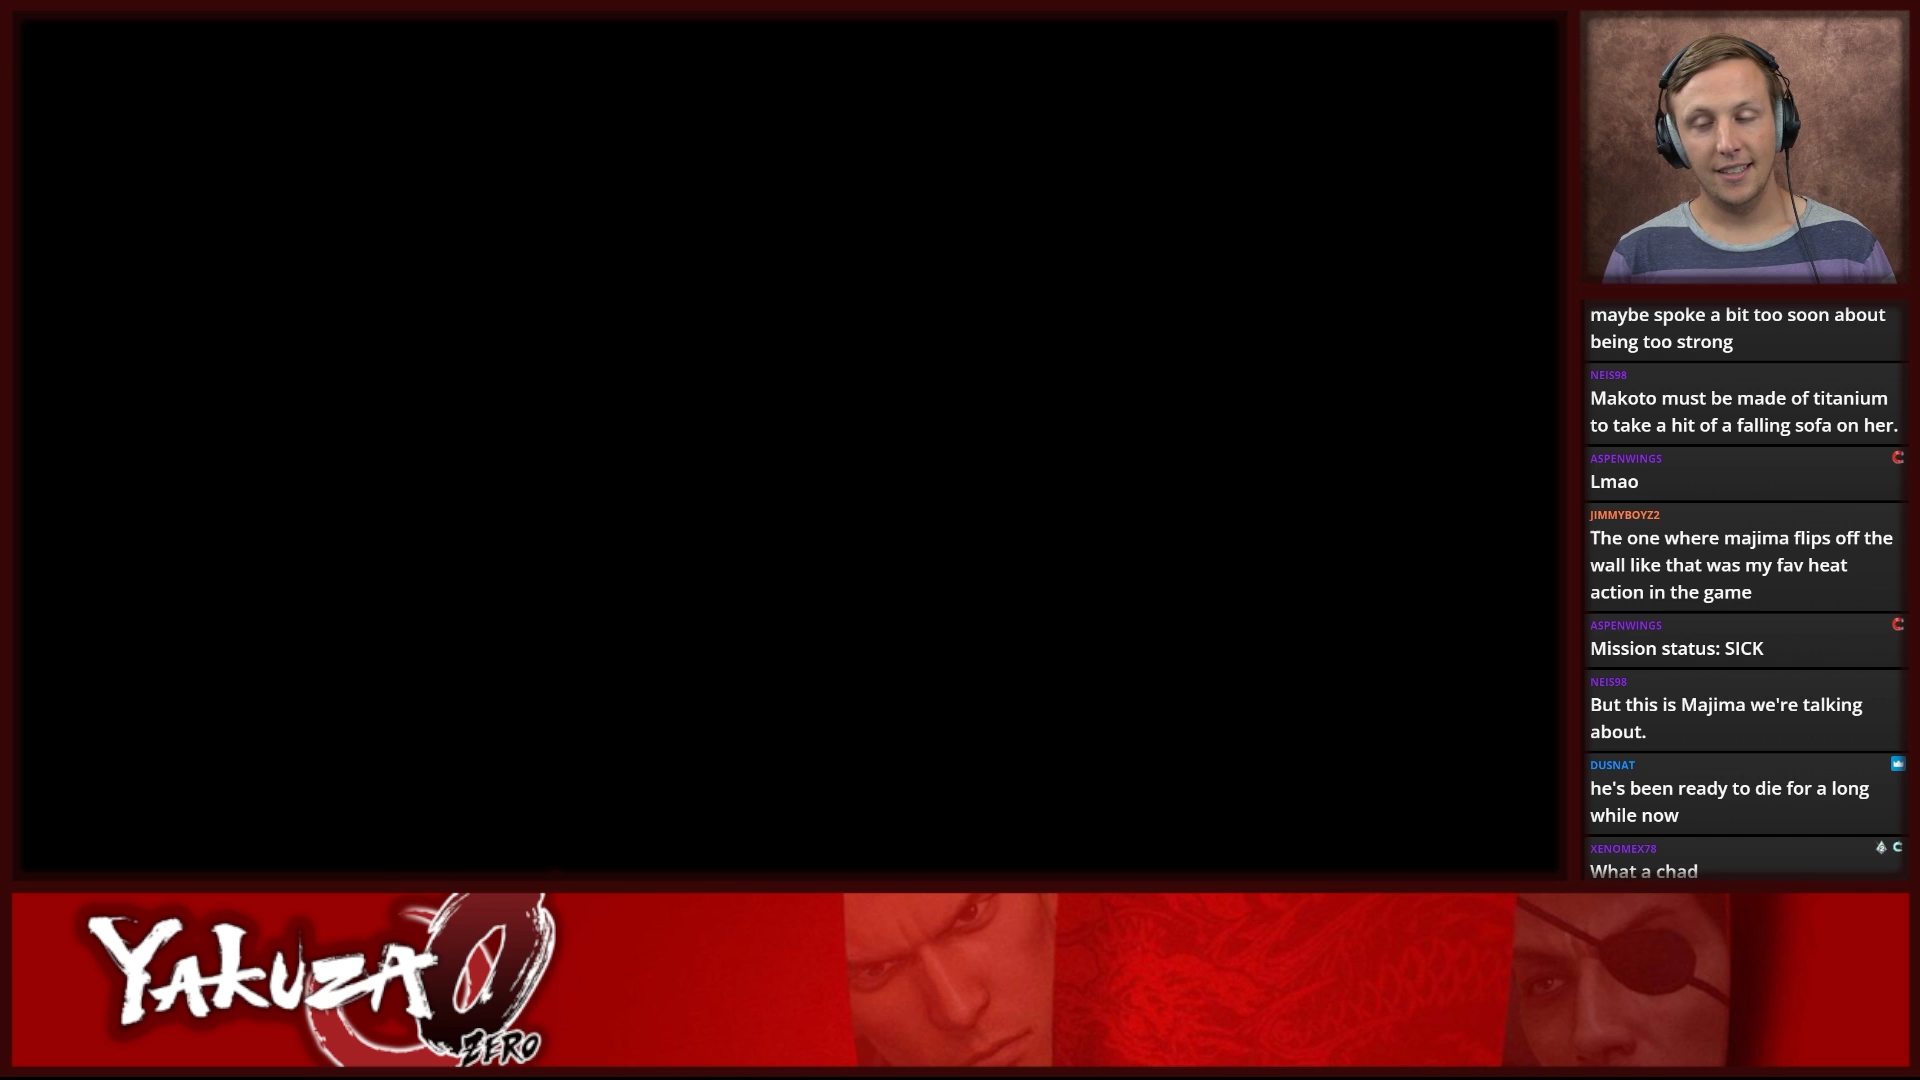 maybe spoke a bit too soon about
being too strong
NEIS98
Makoto must be made of titanium
to take a hit of a falling sofa on her.
ASPENWINGS
Lmao
JIMMYBOYZ2
The one where majima flips off the
wall like that was my fav heat
action in the game
ASPENWINGS
Mission status: SICK
NEIS98
But this is Majima we're talking
about.
DUSNAT
he's been ready to die for a long
while now
XENOMEX78
What a chad
YAKUZA 0
ZERO